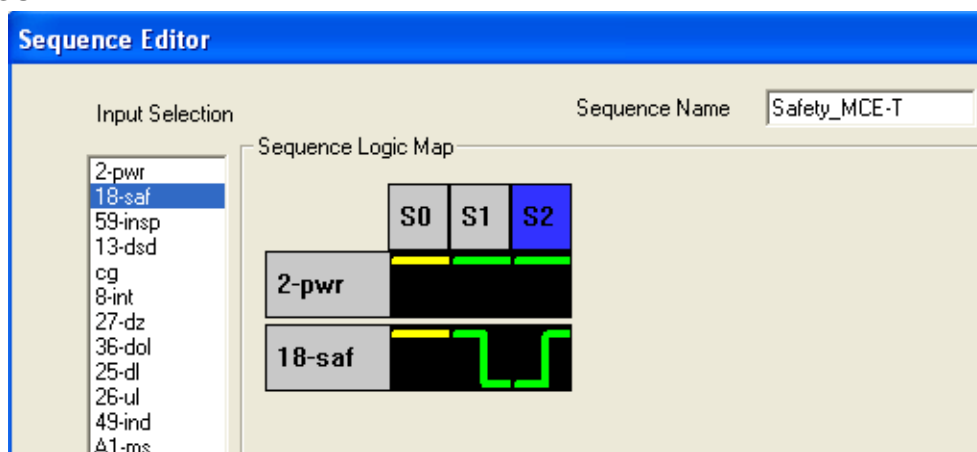 Sequence Editor
Input Selection
Sequence Name
Safety_MCE-T
Sequence Logic Map
2-pwr
18-saf
59-insp
13-dsd
cg
8-int
27-dz
36-dol
25-dl
26-ul
49-ind
A1-ms
S0 S1 S2
2-pwr
18-saf